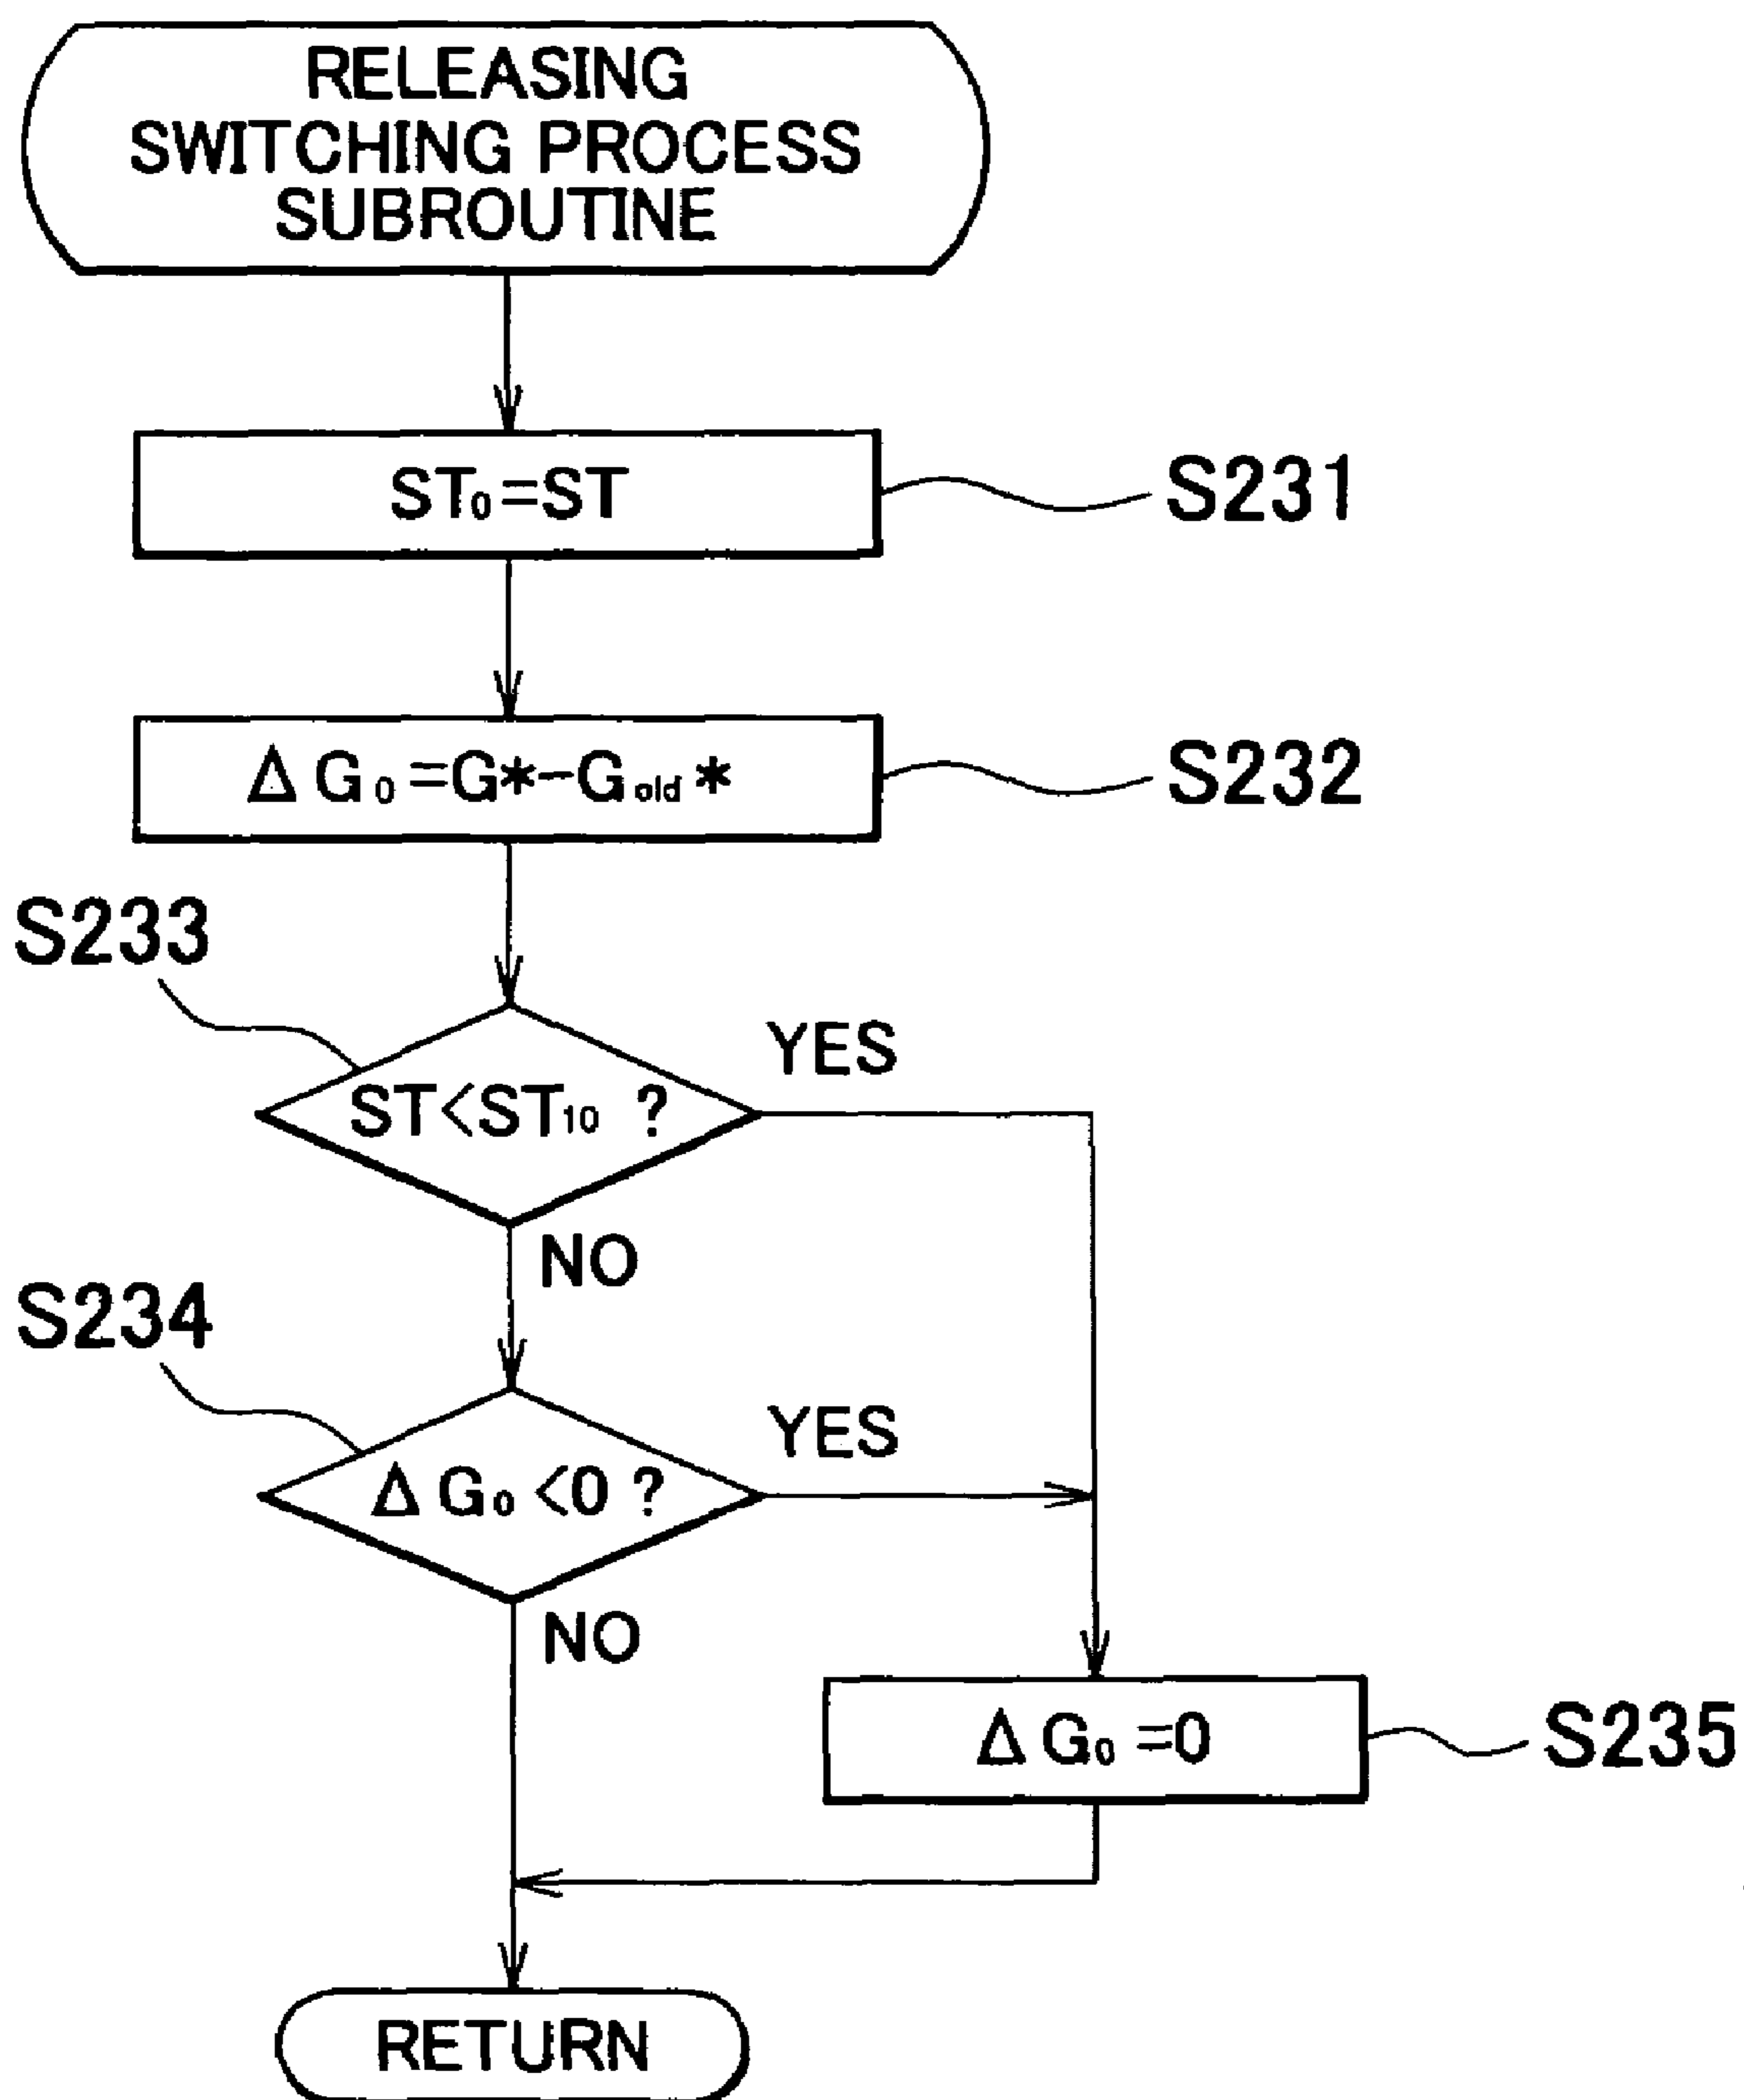 RELEASING
SWITCHING PROCESS
SUBROUTINE
ST₀=ST
S231
ΔG₀=G*-Gold*
S232
S233
YES
ST<ST₁₀ ?
NO
S234
YES
ΔG₀<0 ?
NO
ΔG₀=0
S235
RETURN